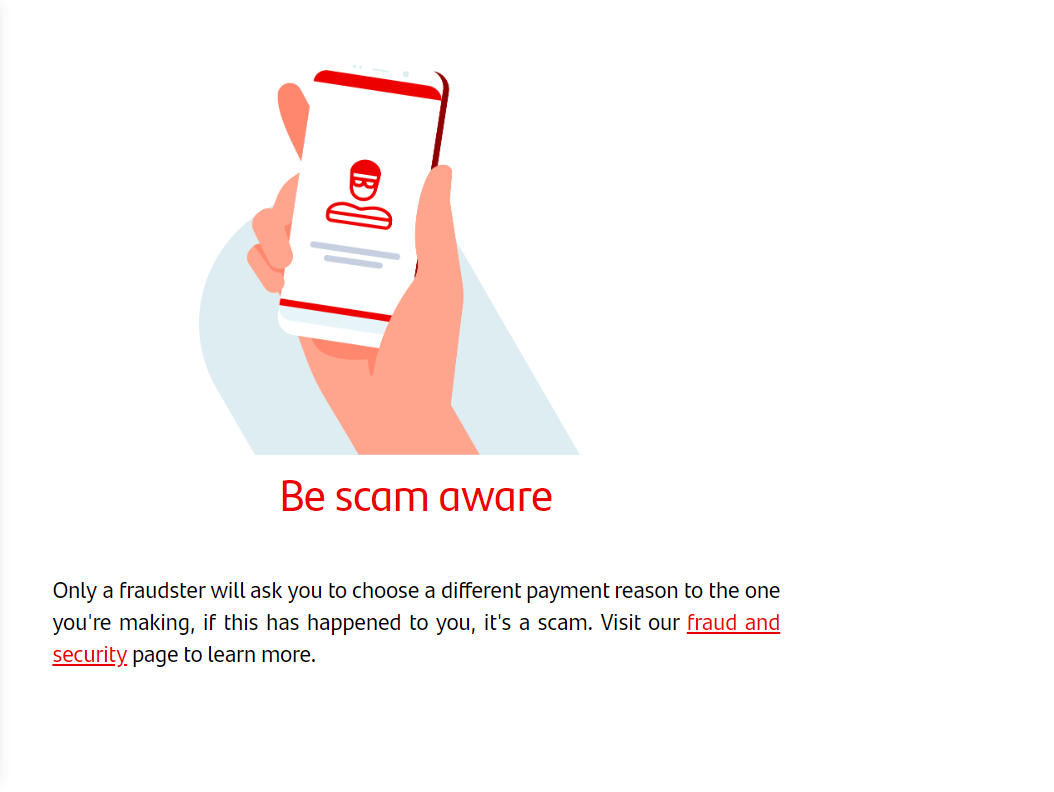 Be scam aware
Only a fraudster will ask you to choose a different payment reason to the one
you're making, if this has happened to you, it's a scam. Visit our fraud and
security page to learn more.